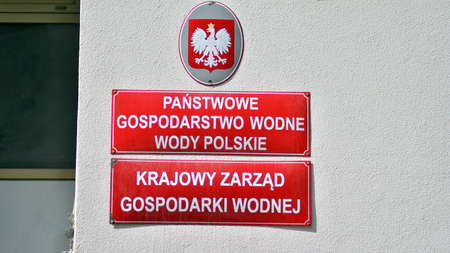 PAŃSTWOWE
GOSPODARSTWO WODNE
WODY POLSKIE
KRAJOWY ZARZĄD
GOSPODARKI WODNEJ